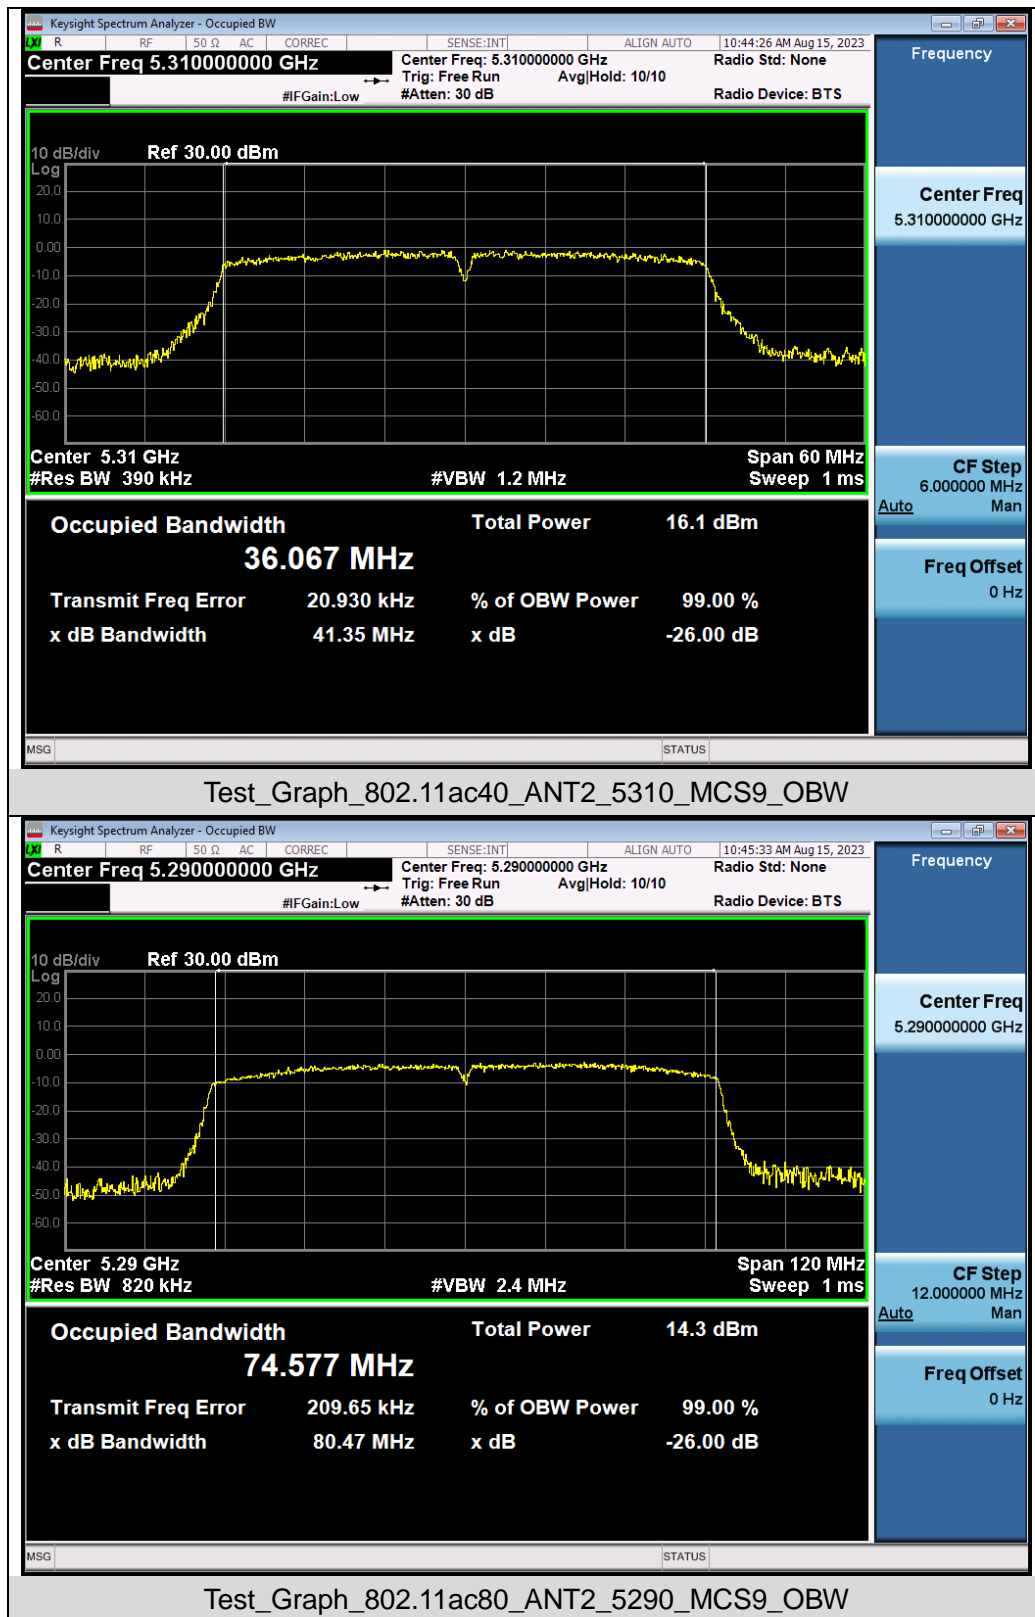 Keysight Spectrum Analyzer - Occupied BW
LXI R RF 50 Ω AC CORREC SENSE:INT ALIGN AUTO 10:44:26 AM Aug 15, 2023
Center Freq 5.310000000 GHz
Center Freq: 5.310000000 GHz Radio Std: None
Trig: Free Run Avg|Hold: 10/10
#IFGain:Low #Atten: 30 dB Radio Device: BTS
Frequency
10 dB/div Ref 30.00 dBm
Log
20.0
10.0
0.00
-10.0
-20.0
-30.0
-40.0
-50.0
-60.0
Center 5.31 GHz Span 60 MHz
#Res BW 390 kHz #VBW 1.2 MHz Sweep 1 ms
Center Freq
5.310000000 GHz
CF Step
6.000000 MHz
Auto Man
Freq Offset
0 Hz
Occupied Bandwidth Total Power 16.1 dBm
36.067 MHz
Transmit Freq Error 20.930 kHz % of OBW Power 99.00 %
x dB Bandwidth 41.35 MHz x dB -26.00 dB
MSG STATUS
Test_Graph_802.11ac40_ANT2_5310_MCS9_OBW
Keysight Spectrum Analyzer - Occupied BW
LXI R RF 50 Ω AC CORREC SENSE:INT ALIGN AUTO 10:45:33 AM Aug 15, 2023
Center Freq 5.290000000 GHz
Center Freq: 5.290000000 GHz Radio Std: None
Trig: Free Run Avg|Hold: 10/10
#IFGain:Low #Atten: 30 dB Radio Device: BTS
Frequency
10 dB/div Ref 30.00 dBm
Log
20.0
10.0
0.00
-10.0
-20.0
-30.0
-40.0
-50.0
-60.0
Center 5.29 GHz Span 120 MHz
#Res BW 820 kHz #VBW 2.4 MHz Sweep 1 ms
Center Freq
5.290000000 GHz
CF Step
12.000000 MHz
Auto Man
Freq Offset
0 Hz
Occupied Bandwidth Total Power 14.3 dBm
74.577 MHz
Transmit Freq Error 209.65 kHz % of OBW Power 99.00 %
x dB Bandwidth 80.47 MHz x dB -26.00 dB
MSG STATUS
Test_Graph_802.11ac80_ANT2_5290_MCS9_OBW